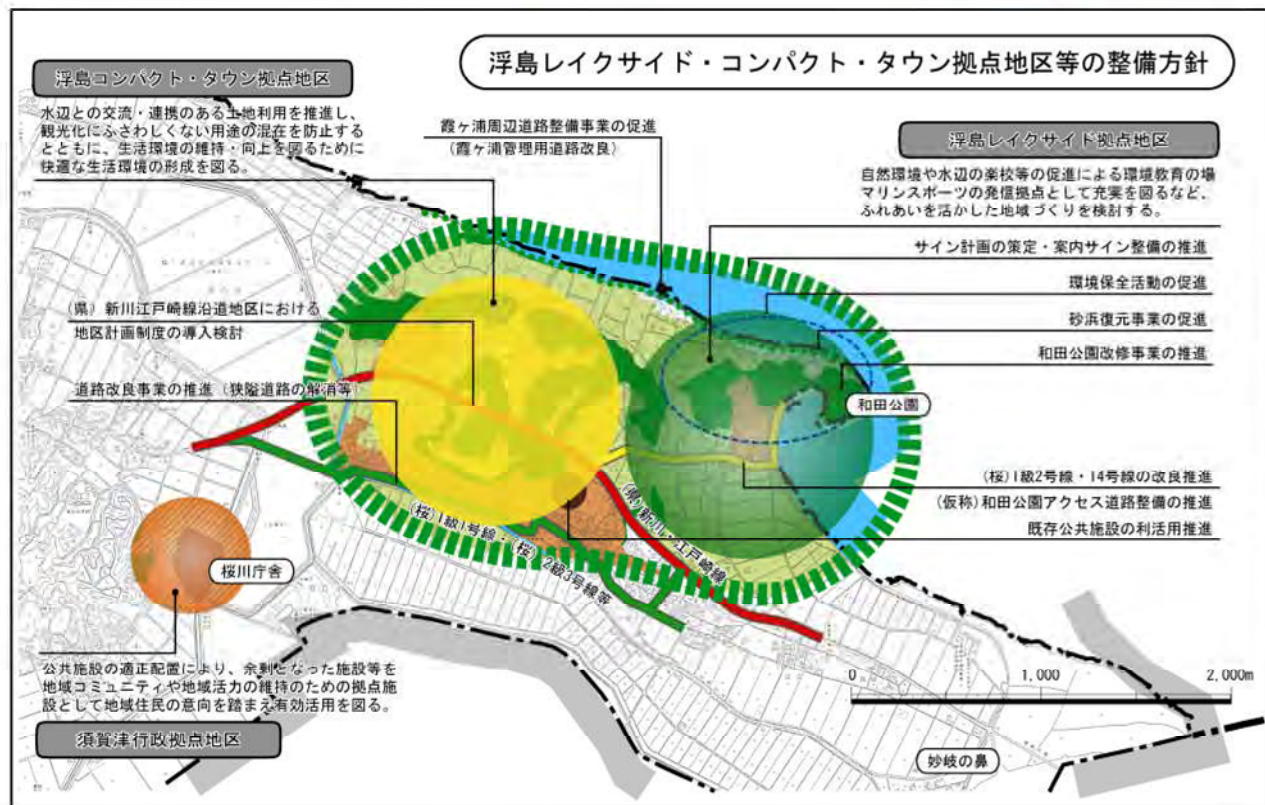 浮島レイクサイド・コンパクト・タウン拠点地区等の整備方針
浮島コンパクト・タウン拠点地区
水辺との交流・連携のある土地利用を推進し、
観光化にふさわしくない用途の混在を防止する
とともに、生活環境の維持・向上を図るために
快適な生活環境の形成を図る。
霞ヶ浦周辺道路整備事業の促進
(霞ヶ浦管理用道路改良)
浮島レイクサイド拠点地区
自然環境や水辺の楽校等の促進による環境教育の場
マリンスポーツの発信拠点として充実を図るなど、
ふれあいを活かした地域づくりを検討する。
サイン計画の策定・案内サイン整備の推進
環境保全活動の促進
砂浜復元事業の促進
和田公園改修事業の推進
和田公園
(県)新川江戸崎線沿道地区における
地区計画制度の導入検討
道路改良事業の推進(狭隘道路の解消等)
(桜)1級2号線・14号線の改良推進
(仮称)和田公園アクセス道路整備の推進
既存公共施設の利活用推進
(県)新川・江戸崎線
(桜)1級1号線・(桜)2級3号線等
桜川庁舎
公共施設の適正配置により、余剰となった施設等を
地域コミュニティや地域活力の維持のための拠点施
設として地域住民の意向を踏まえ有効活用を図る。
須賀津行政拠点地区
0 1,000 2,000m
妙岐の鼻